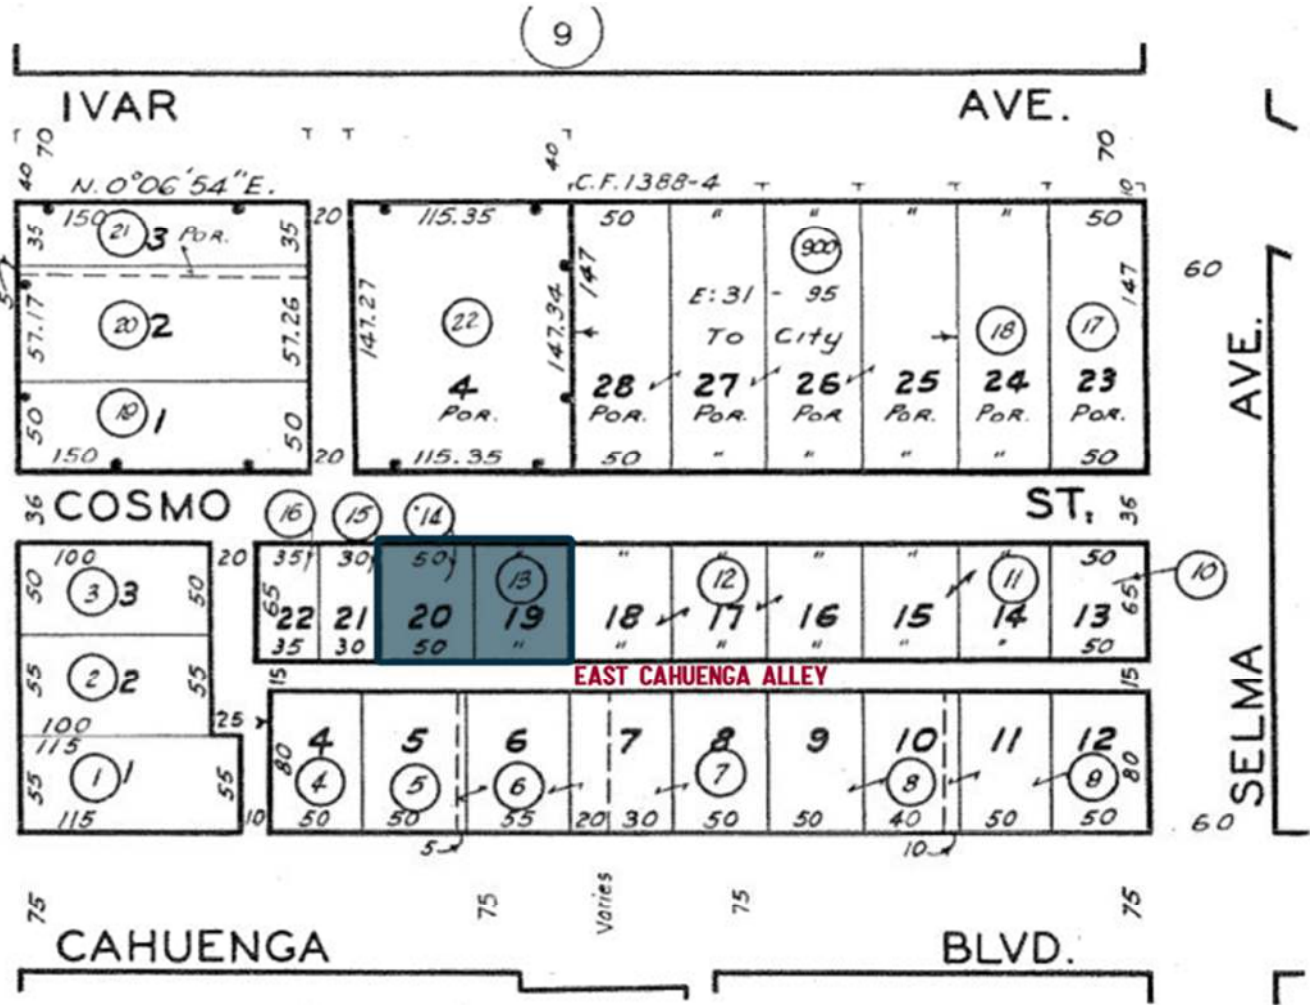 9
IVAR AVE.
40 70 40 70 10
N. 0°06'54"E. C.F. 1388-4
150 21 3 POR. 20 115.35 50 " " " " 50
35 35 900
5 147 147 60
E:31 - 95
57.17 20 2 57.26 147.27 22 147.34 To City 18 17
4 28 27 26 25 24 23
50 19 1 50 POR. POR. POR. POR. POR. POR. POR.
150 20 115.35 50 " " " " 50
36 COSMO 16 15 14 ST. 36
100 20 35 30 50 " " " " " " 50
50 3 3 50 65 13 12 11 65 10
22 21 20 19 18 17 16 15 14 13
35 30 50 " " " " " " 50
55 2 2 55 15 EAST CAHUENGA ALLEY 15
100 25
115 4 5 6 7 8 9 10 11 12
55 1 1 55 80 4 5 6 7 8 9 80
115 10 50 50 55 20 30 50 50 40 50 50 60
5 10
75 75 Varies 75 75
CAHUENGA BLVD.
SELMA AVE.